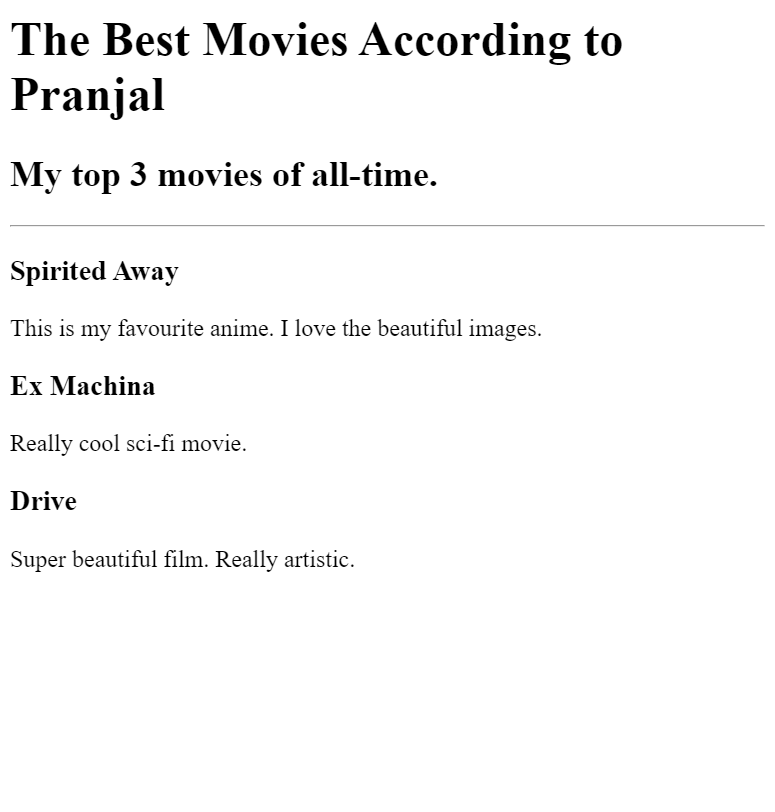 The Best Movies According to
Pranjal
My top 3 movies of all-time.
Spirited Away
This is my favourite anime. I love the beautiful images.
Ex Machina
Really cool sci-fi movie.
Drive
Super beautiful film. Really artistic.